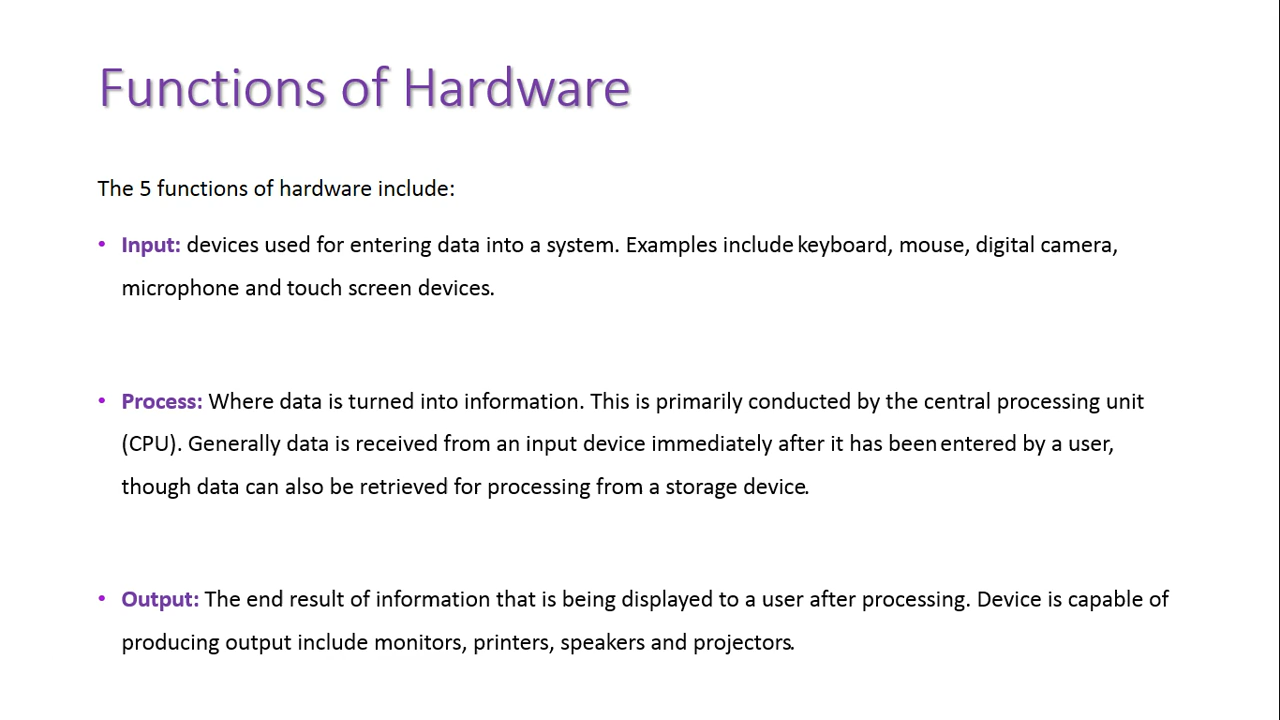 Functions of Hardware
The 5 functions of hardware include:
• Input: devices used for entering data into a system. Examples include keyboard, mouse, digital camera,
microphone and touch screen devices.
• Process: Where data is turned into information. This is primarily conducted by the central processing unit
(CPU). Generally data is received from an input device immediately after it has been entered by a user,
though data can also be retrieved for processing from a storage device.
• Output: The end result of information that is being displayed to a user after processing. Device is capable of
producing output include monitors, printers, speakers and projectors.